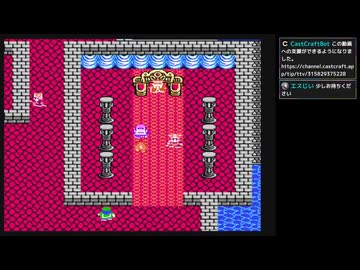 CastCraftBot この動画
への支援ができるようになりま
した。
https://channel.castcraft.ap
p/tip/ttv/315829375228
エスじい 少しお待ちくだ
さい